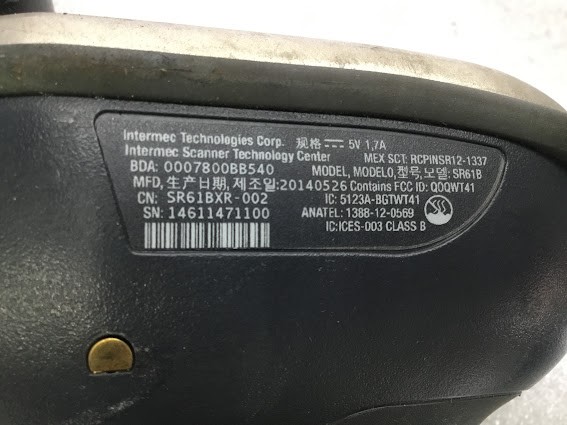 Intermec Technologies Corp. 规格 5V 1,7A
Intermec Scanner Technology Center MEX SCT: RCPINSR12-1337
BDA: 0007800BB540 MODEL, MODELO, 型号, 모델: SR61B
MFD, 生产日期, 제조일:20140526 Contains FCC ID: QOQWT41
CN: SR61BXR-002 IC: 5123A-BGTWT41
SN: 14611471100 ANATEL: 1388-12-0569
IC:ICES-003 CLASS B